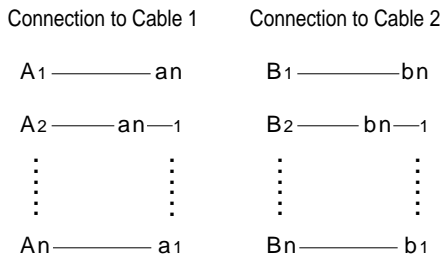 Connection to Cable 1 Connection to Cable 2
A1 an B1 bn
A2 an—1 B2 bn—1
An a1 Bn b1